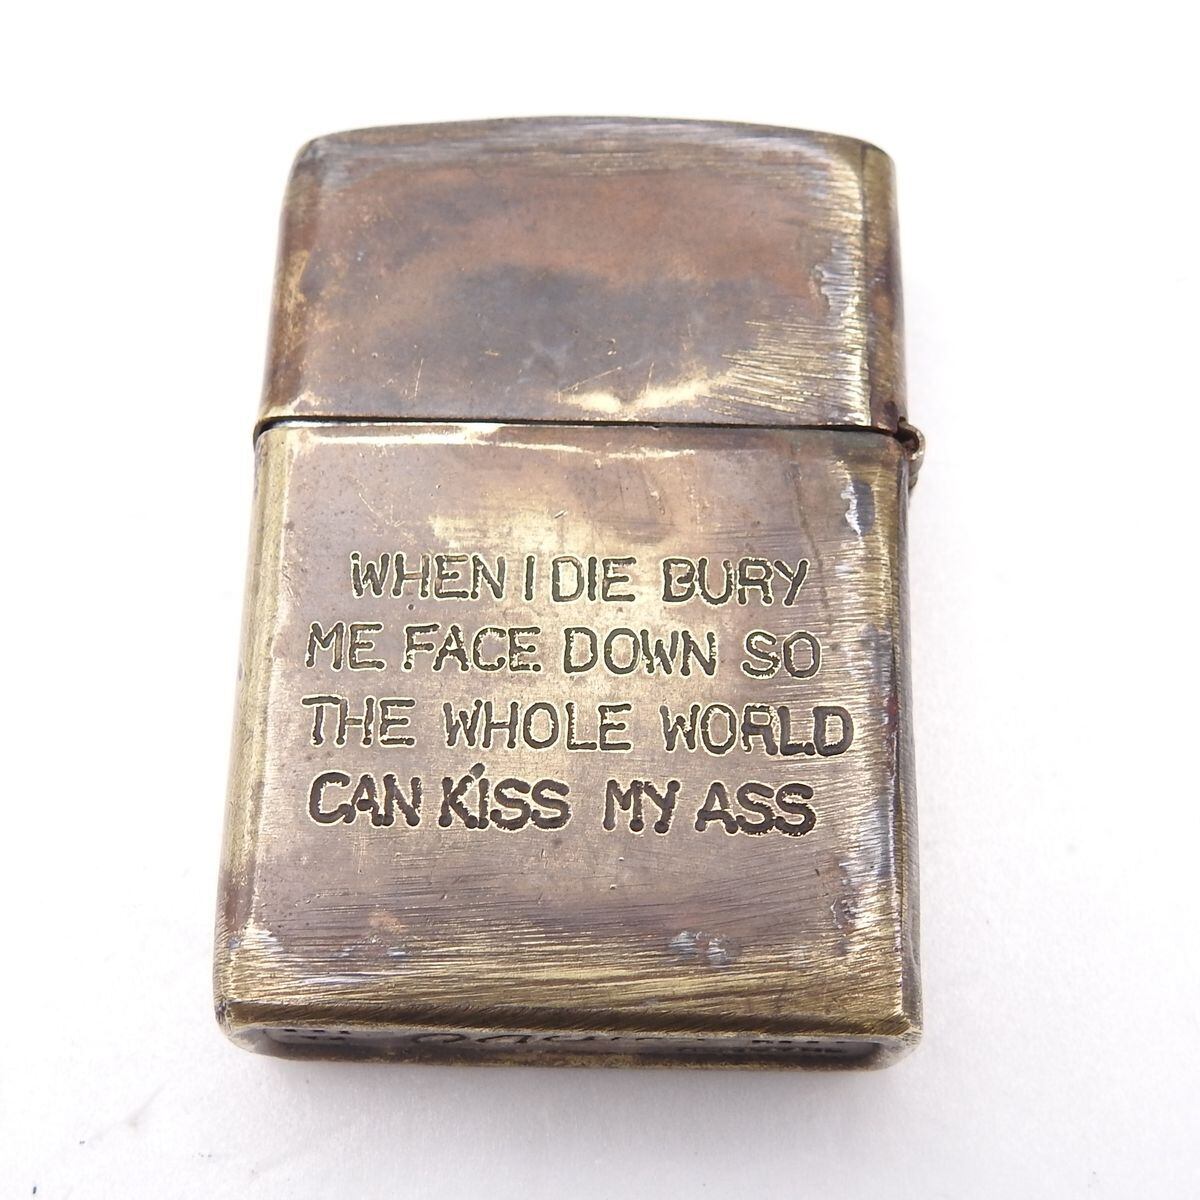 WHEN I DIE BURY
ME FACE DOWN SO
THE WHOLE WORLD
CAN KiSS MY ASS